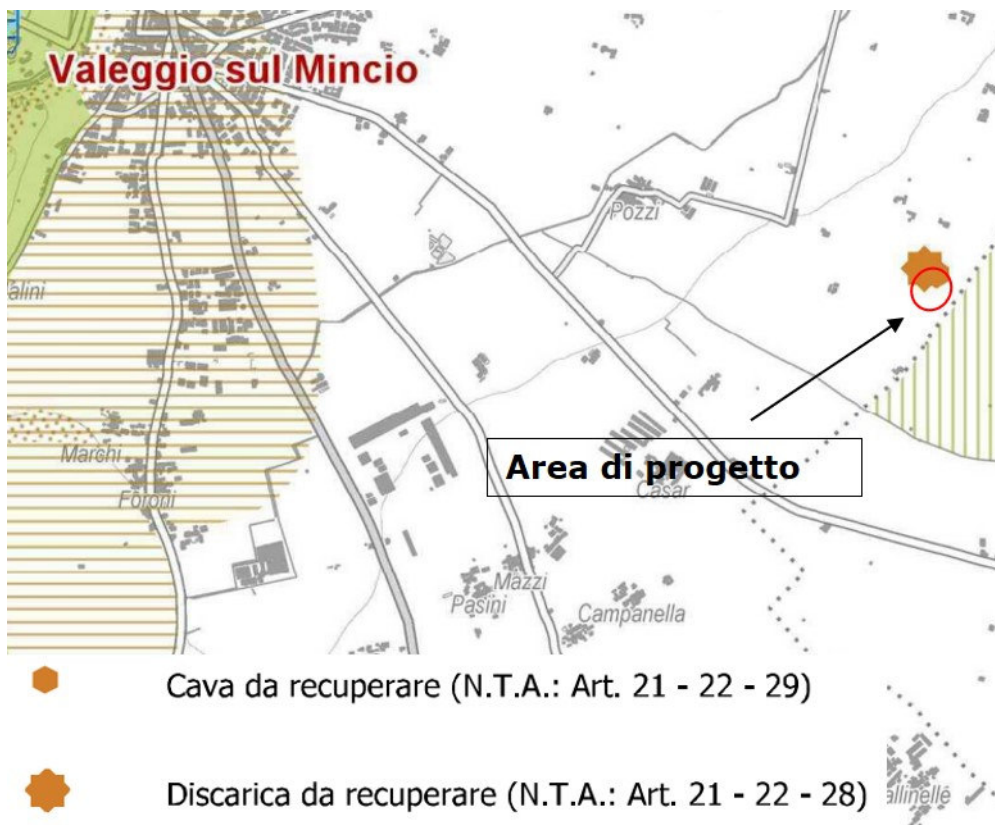 Valeggio sul Mincio
Pozzi
alini
Area di progetto
Marchi
Casar
Foroni
Mazzi
Pasini
Campanella
Cava da recuperare (N.T.A.: Art. 21 - 22 - 29)
Discarica da recuperare (N.T.A.: Art. 21 - 22 - 28)
allinelle